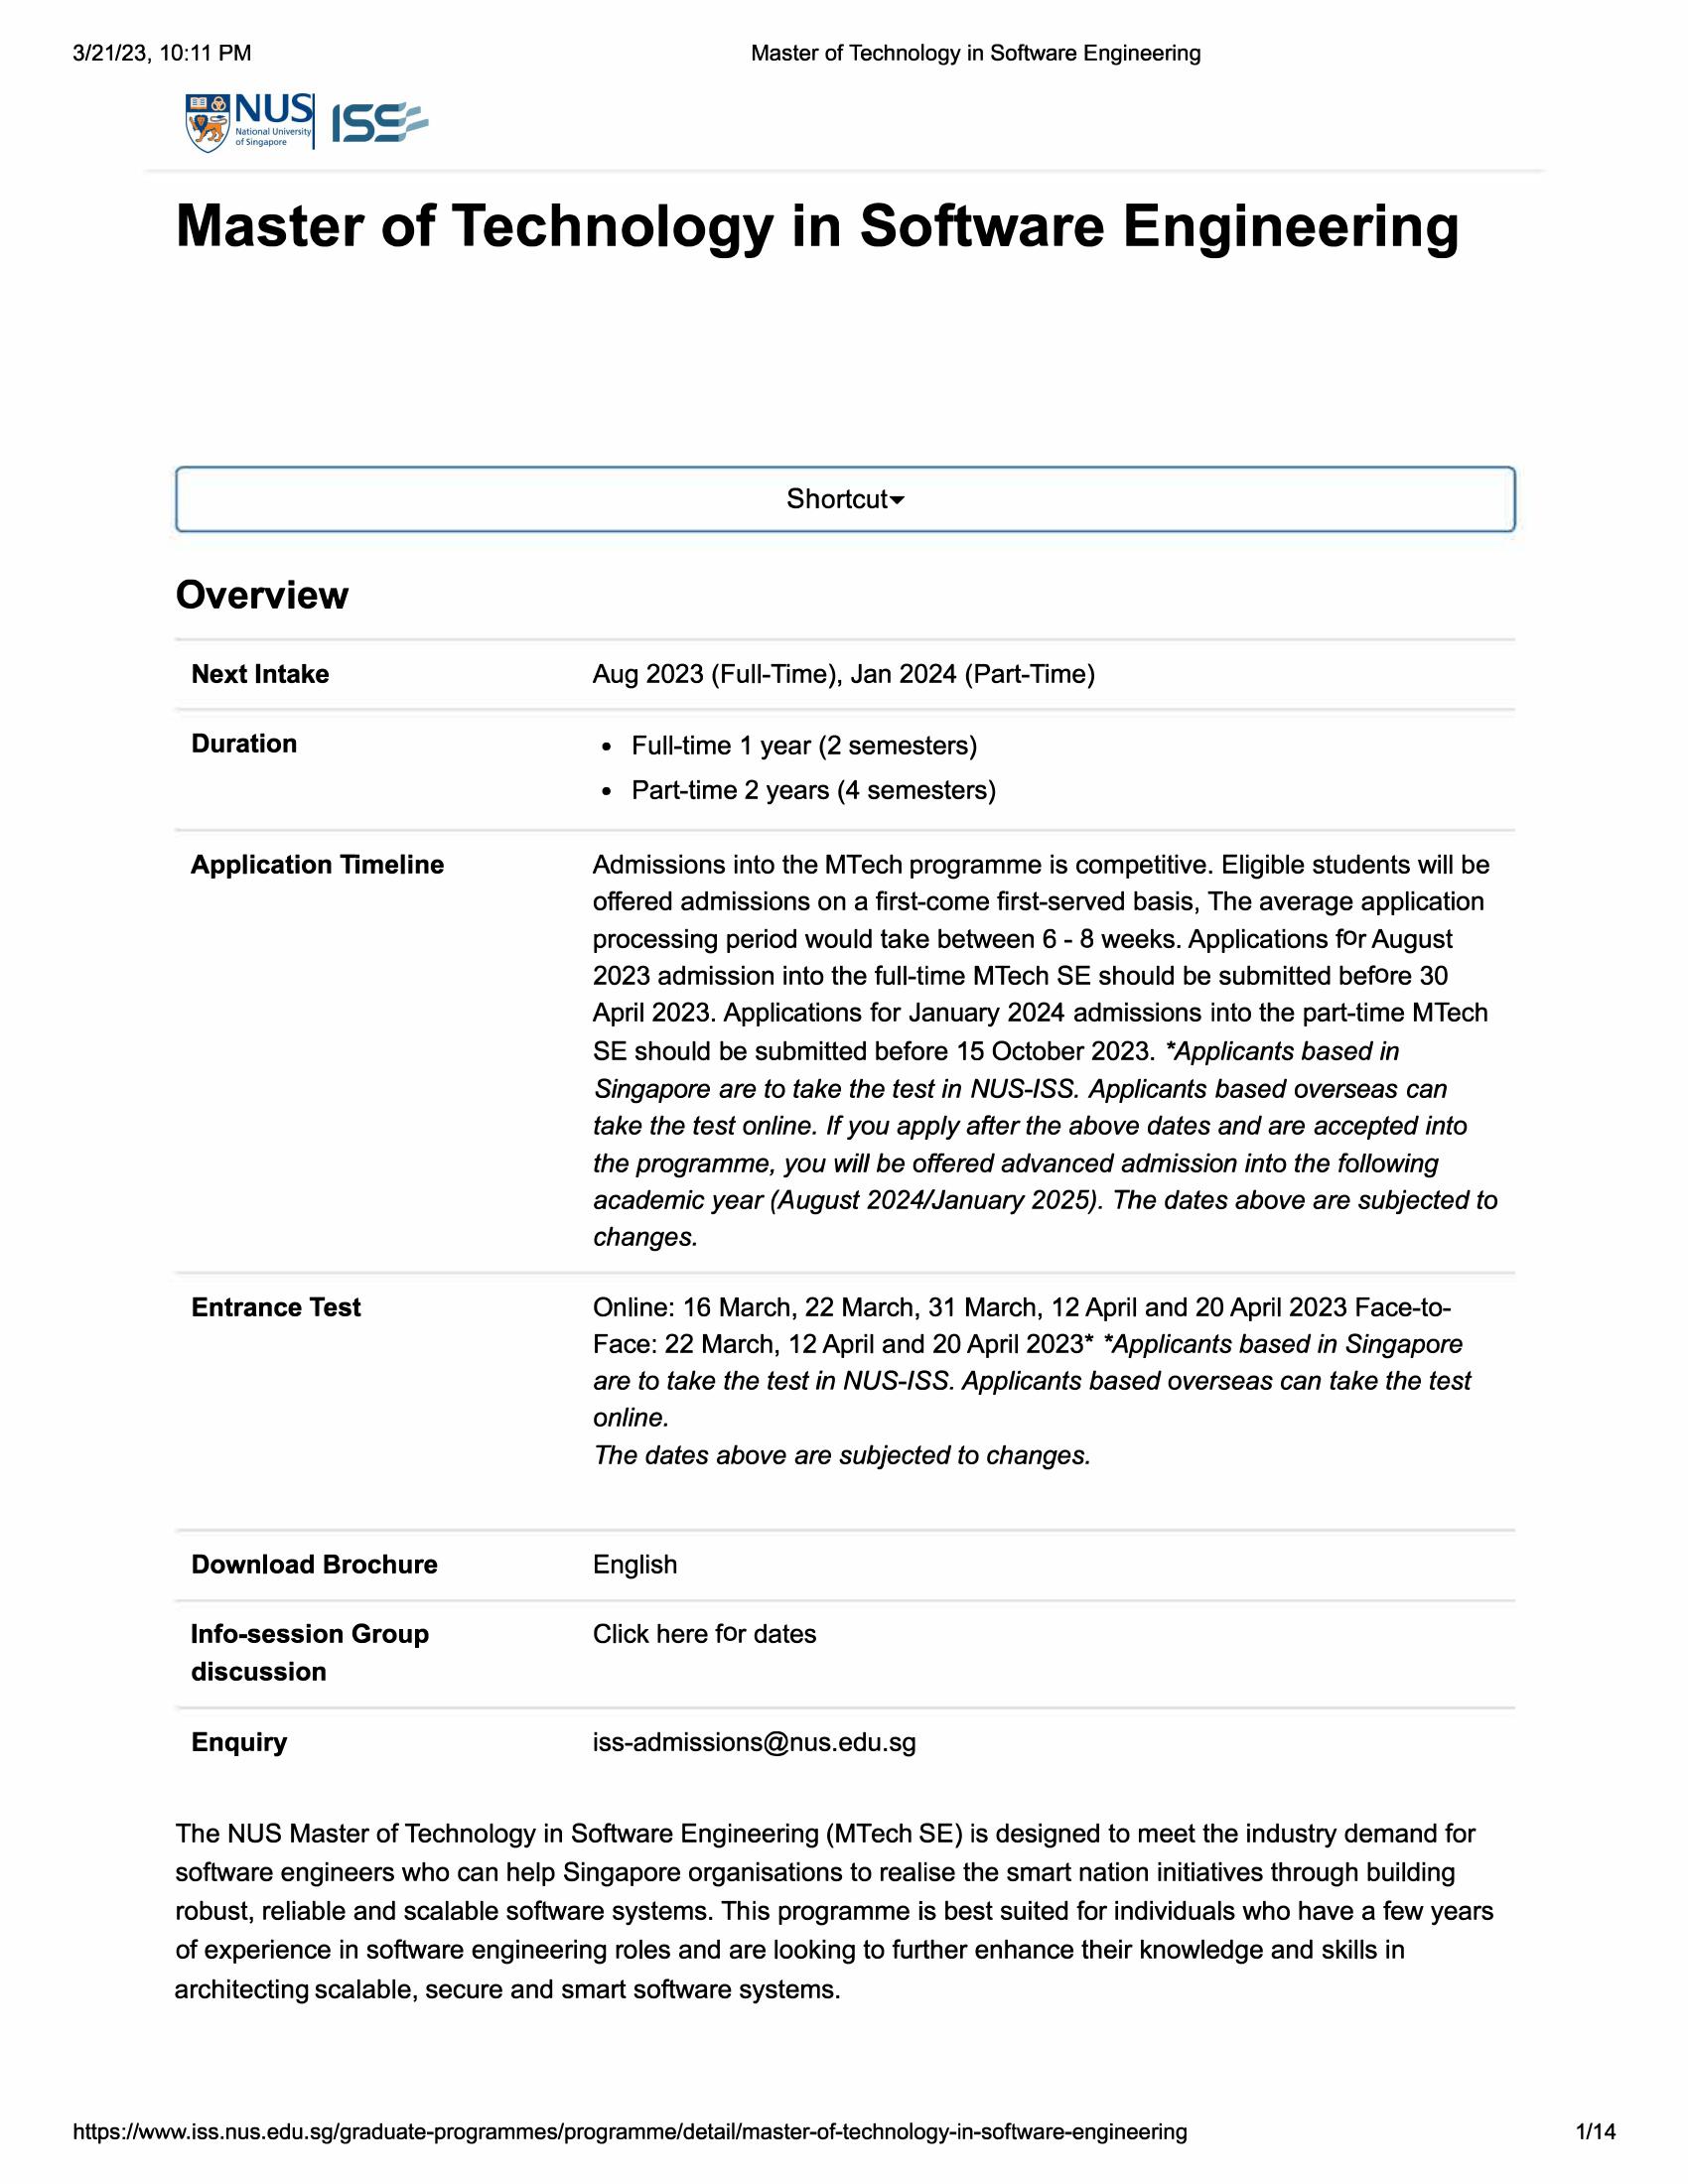 3/21/23, 10:11 PM
Master of Technology in Software Engineering
NUS
National University
of Singapore
ISS
Master of Technology in Software Engineering
Shortcut
Overview
Next Intake
Aug 2023 (Full-Time), Jan 2024 (Part-Time)
Duration
• Full-time 1 year (2 semesters)
• Part-time 2 years (4 semesters)
Application Timeline
Admissions into the MTech programme is competitive. Eligible students will be
offered admissions on a first-come first-served basis, The average application
processing period would take between 6 - 8 weeks. Applications for August
2023 admission into the full-time MTech SE should be submitted before 30
April 2023. Applications for January 2024 admissions into the part-time MTech
SE should be submitted before 15 October 2023. *Applicants based in
Singapore are to take the test in NUS-ISS. Applicants based overseas can
take the test online. If you apply after the above dates and are accepted into
the programme, you will be offered advanced admission into the following
academic year (August 2024/January 2025). The dates above are subjected to
changes.
Entrance Test
Online: 16 March, 22 March, 31 March, 12 April and 20 April 2023 Face-to-
Face: 22 March, 12 April and 20 April 2023* *Applicants based in Singapore
are to take the test in NUS-ISS. Applicants based overseas can take the test
online.
The dates above are subjected to changes.
Download Brochure
English
Info-session Group
discussion
Click here for dates
Enquiry
iss-admissions@nus.edu.sg
The NUS Master of Technology in Software Engineering (MTech SE) is designed to meet the industry demand for
software engineers who can help Singapore organisations to realise the smart nation initiatives through building
robust, reliable and scalable software systems. This programme is best suited for individuals who have a few years
of experience in software engineering roles and are looking to further enhance their knowledge and skills in
architecting scalable, secure and smart software systems.
https://www.iss.nus.edu.sg/graduate-programmes/programme/detail/master-of-technology-in-software-engineering
1/14